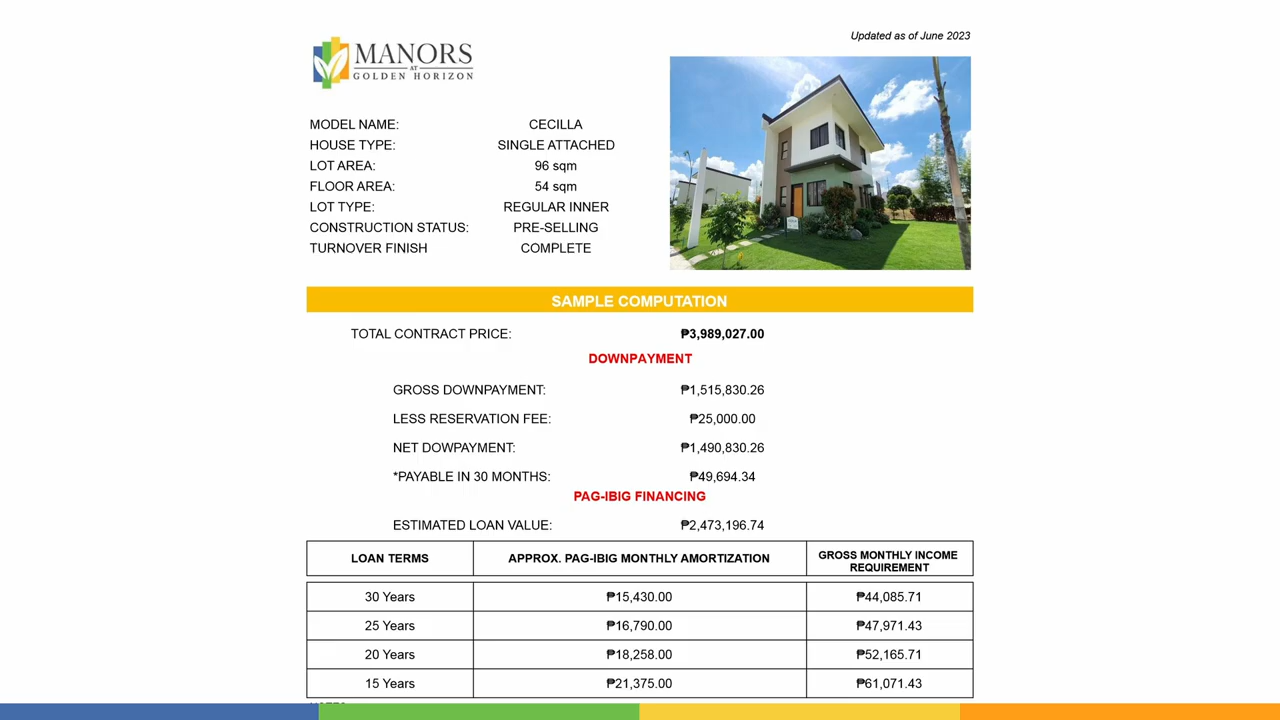 Updated as of June 2023
MANORS
AT
GOLDEN HORIZON
MODEL NAME: CECILLA
HOUSE TYPE: SINGLE ATTACHED
LOT AREA: 96 sqm
FLOOR AREA: 54 sqm
LOT TYPE: REGULAR INNER
CONSTRUCTION STATUS: PRE-SELLING
TURNOVER FINISH COMPLETE
SAMPLE COMPUTATION
TOTAL CONTRACT PRICE: ₱3,989,027.00
DOWNPAYMENT
GROSS DOWNPAYMENT: ₱1,515,830.26
LESS RESERVATION FEE: ₱25,000.00
NET DOWPAYMENT: ₱1,490,830.26
*PAYABLE IN 30 MONTHS: ₱49,694.34
PAG-IBIG FINANCING
ESTIMATED LOAN VALUE: ₱2,473,196.74
LOAN TERMS APPROX. PAG-IBIG MONTHLY AMORTIZATION GROSS MONTHLY INCOME REQUIREMENT
30 Years ₱15,430.00 ₱44,085.71
25 Years ₱16,790.00 ₱47,971.43
20 Years ₱18,258.00 ₱52,165.71
15 Years ₱21,375.00 ₱61,071.43